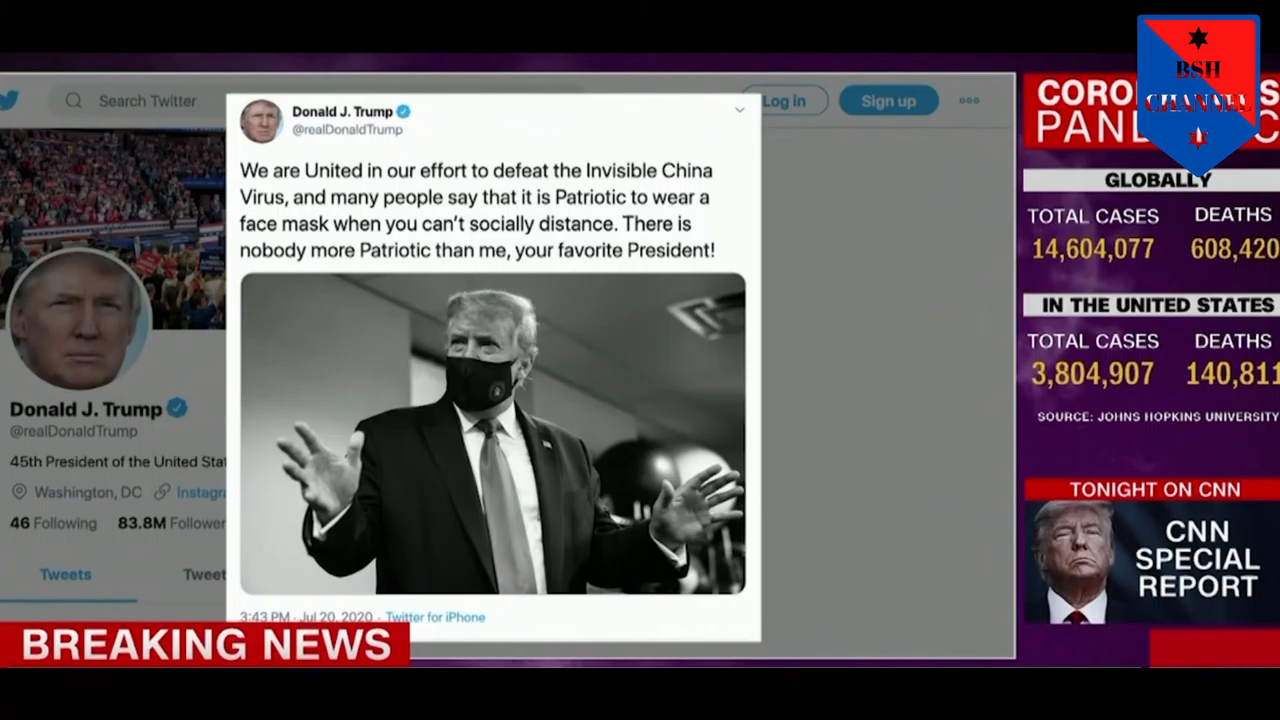 Search Twitter
Log in
Sign up
Donald J. Trump
@realDonaldTrump
We are United in our effort to defeat the Invisible China
Virus, and many people say that it is Patriotic to wear a
face mask when you can't socially distance. There is
nobody more Patriotic than me, your favorite President!
3:43 PM · Jul 20, 2020 · Twitter for iPhone
Donald J. Trump
@realDonaldTrump
45th President of the United Stat
Washington, DC Instagra
46 Following 83.8M Follower
Tweets Tweet
BREAKING NEWS
BSH
CHANNEL
CORO S
PAND C
GLOBALLY
TOTAL CASES DEATHS
14,604,077 608,420
IN THE UNITED STATES
TOTAL CASES DEATHS
3,804,907 140,811
SOURCE: JOHNS HOPKINS UNIVERSITY
TONIGHT ON CNN
CNN
SPECIAL
REPORT